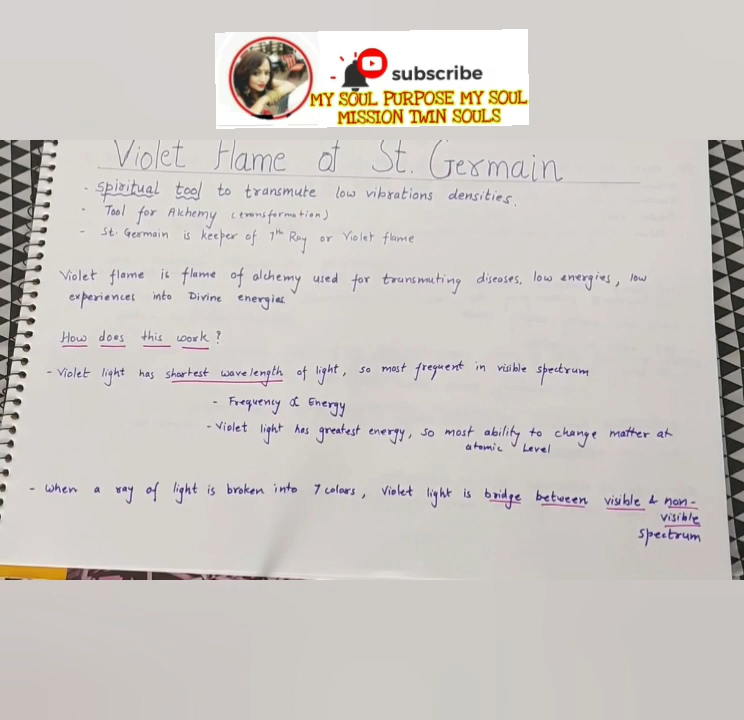 subscribe
MY SOUL PURPOSE MY SOUL
MISSION TWIN SOULS
Violet Flame of St. Germain
- Spiritual tool to transmute low vibrations densities.
- Tool for Alchemy (transformation)
- St. Germain is keeper of 7th Ray or Violet flame
Violet flame is flame of alchemy used for transmuting diseases, low energies, low
experiences into Divine energies
How does this work?
- Violet light has shortest wavelength of light, so most frequent in visible spectrum
- Frequency ∝ Energy
- Violet light has greatest energy, so most ability to change matter at
atomic Level
- When a ray of light is broken into 7 colors, Violet light is bridge between visible & non-
visible
spectrum